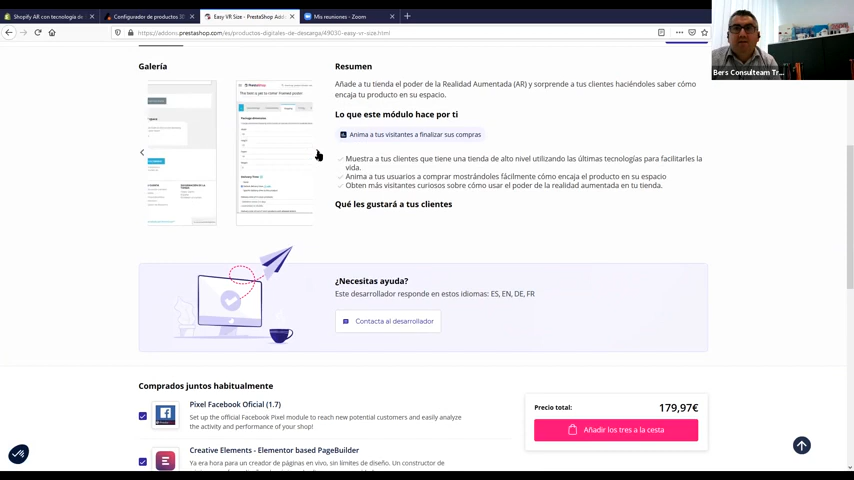 Shopify AR con tecnología de
Configurador de productos 3D
Easy VR Size - PrestaShop Addo
Mis reuniones - Zoom
https://addons.prestashop.com/es/productos-digitales-de-descarga/49030-easy-vr-size.html
Bers Consulteam Tr...
Galería
Resumen
Añade a tu tienda el poder de la Realidad Aumentada (AR) y sorprende a tus clientes haciéndoles saber cómo
encaja tu producto en su espacio.
Lo que este módulo hace por ti
Anima a tus visitantes a finalizar sus compras
Muestra a tus clientes que tiene una tienda de alto nivel utilizando las últimas tecnologías para facilitarles la
vida.
Anima a tus usuarios a comprar mostrándoles fácilmente cómo encaja el producto en su espacio
Obten más visitantes curiosos sobre cómo usar el poder de la realidad aumentada en tu tienda.
Qué les gustará a tus clientes
¿Necesitas ayuda?
Este desarrollador responde en estos idiomas: ES, EN, DE, FR
Contacta al desarrollador
Comprados juntos habitualmente
Pixel Facebook Oficial (1.7)
Set up the official Facebook Pixel module to reach new potential customers and easily analyze
the activity and performance of your shop!
Creative Elements - Elementor based PageBuilder
Ya era hora para un creador de páginas en vivo, sin límites de diseño. Un constructor de
Precio total:
179,97€
Añadir los tres a la cesta